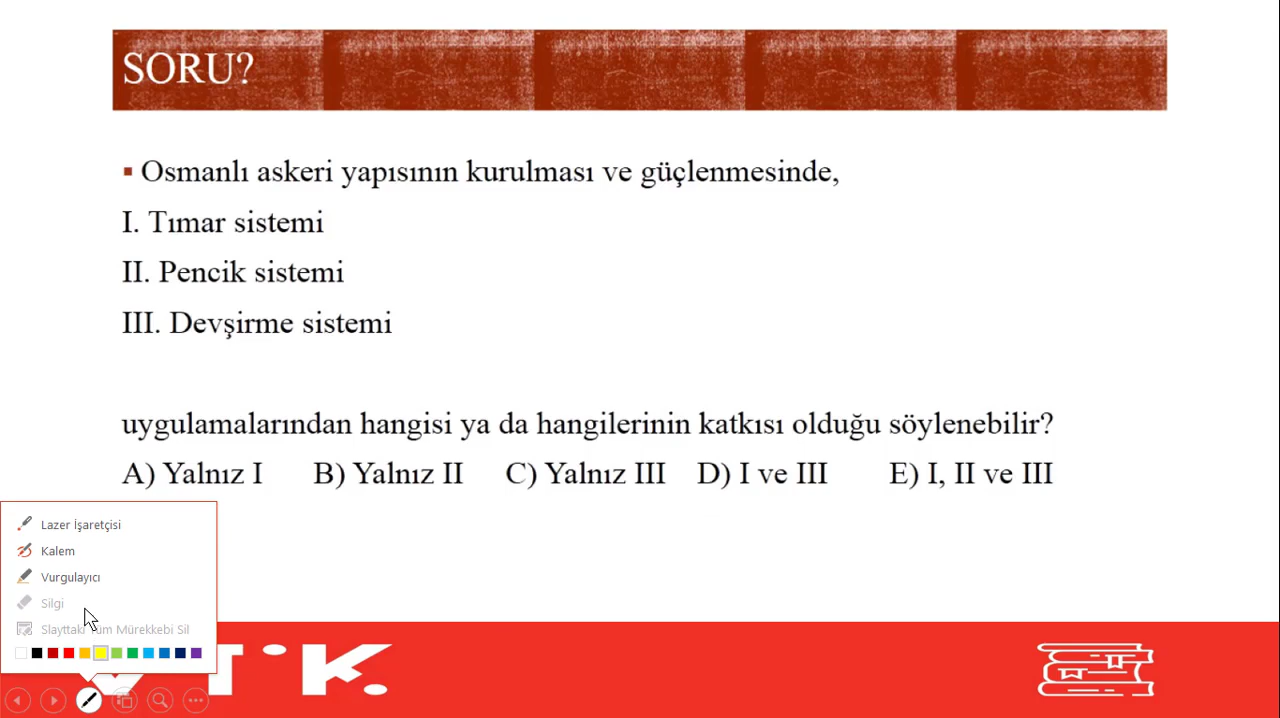 SORU?
▪ Osmanlı askeri yapısının kurulması ve güçlenmesinde,
I. Tımar sistemi
II. Pencik sistemi
III. Devşirme sistemi
uygulamalarından hangisi ya da hangilerinin katkısı olduğu söylenebilir?
A) Yalnız I B) Yalnız II C) Yalnız III D) I ve III E) I, II ve III
Lazer İşaretçisi
Kalem
Vurgulayıcı
Silgi
Slayttaki Tüm Mürekkebi Sil